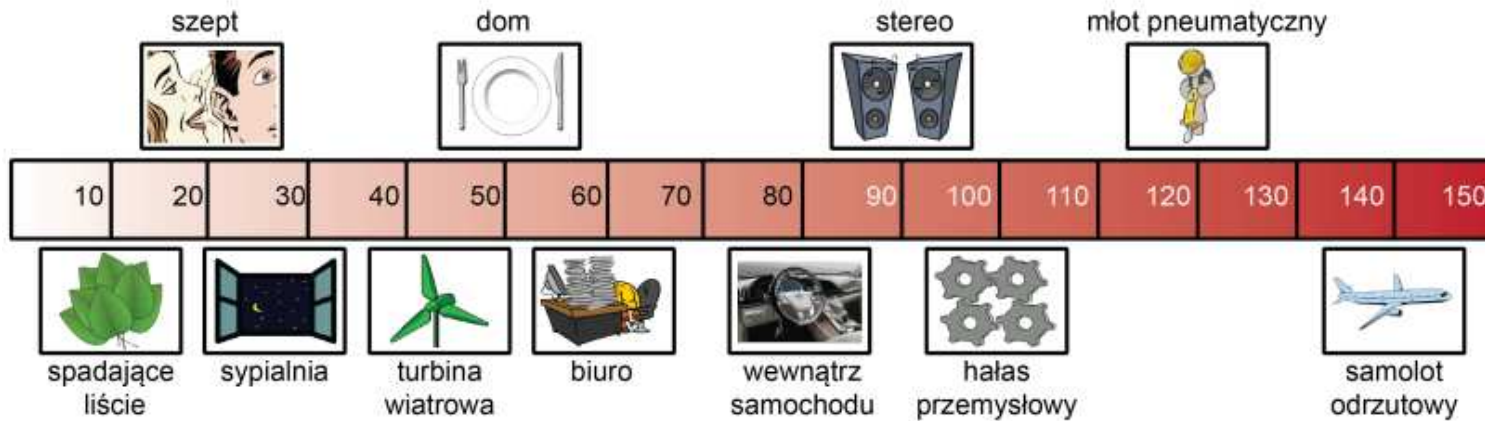 szept dom stereo młot pneumatyczny
10 20 30 40 50 60 70 80 90 100 110 120 130 140 150
spadające
liście
sypialnia
turbina
wiatrowa
biuro
wewnątrz
samochodu
hałas
przemysłowy
samolot
odrzutowy